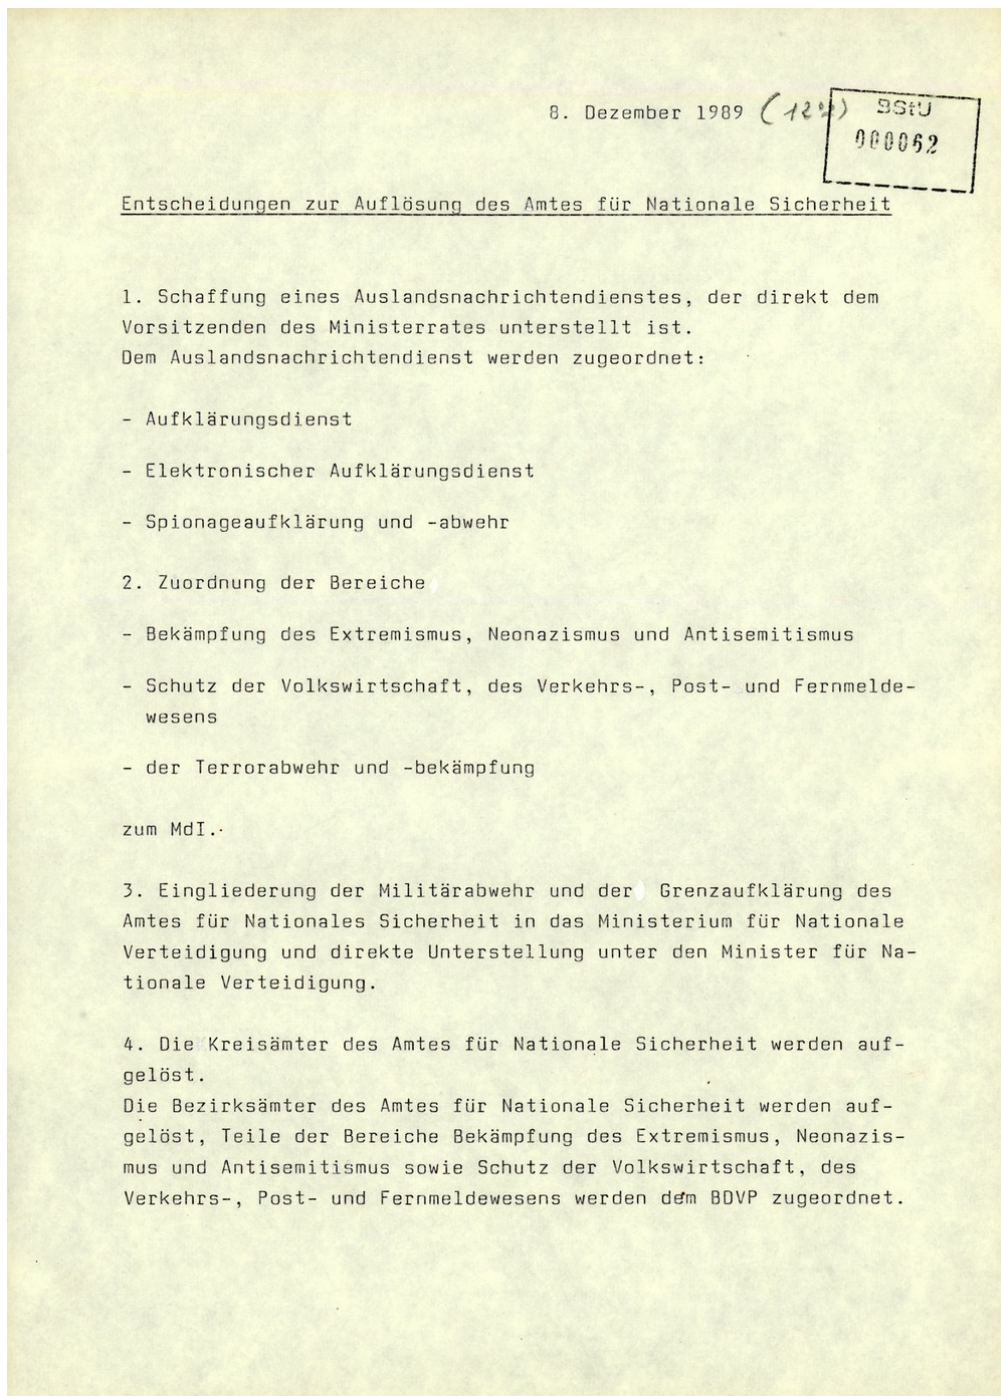 8. Dezember 1989
BStU
000062
Entscheidungen zur Auflösung des Amtes für Nationale Sicherheit
1. Schaffung eines Auslandsnachrichtendienstes, der direkt dem
Vorsitzenden des Ministerrates unterstellt ist.
Dem Auslandsnachrichtendienst werden zugeordnet:
- Aufklärungsdienst
- Elektronischer Aufklärungsdienst
- Spionageaufklärung und -abwehr
2. Zuordnung der Bereiche
- Bekämpfung des Extremismus, Neonazismus und Antisemitismus
- Schutz der Volkswirtschaft, des Verkehrs-, Post- und Fernmelde-
wesens
- der Terrorabwehr und -bekämpfung
zum MdI.
3. Eingliederung der Militärabwehr und der Grenzaufklärung des
Amtes für Nationales Sicherheit in das Ministerium für Nationale
Verteidigung und direkte Unterstellung unter den Minister für Na-
tionale Verteidigung.
4. Die Kreisämter des Amtes für Nationale Sicherheit werden auf-
gelöst.
Die Bezirksämter des Amtes für Nationale Sicherheit werden auf-
gelöst, Teile der Bereiche Bekämpfung des Extremismus, Neonazis-
mus und Antisemitismus sowie Schutz der Volkswirtschaft, des
Verkehrs-, Post- und Fernmeldewesens werden dem BDVP zugeordnet.